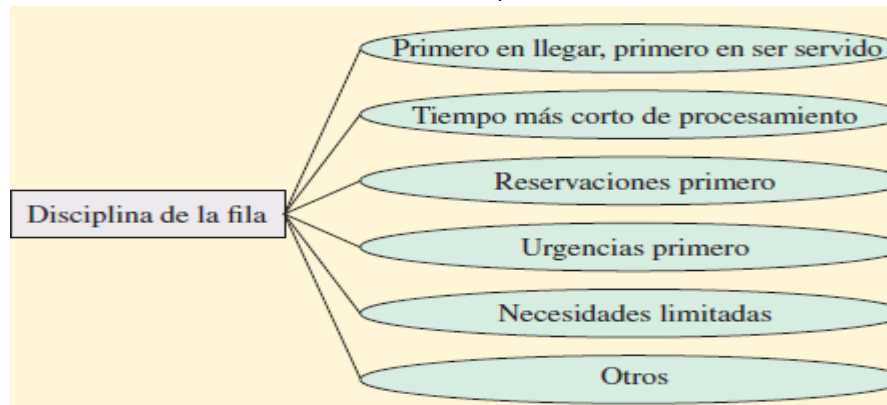 Primero en llegar, primero en ser servido
Tiempo más corto de procesamiento
Reservaciones primero
Disciplina de la fila
Urgencias primero
Necesidades limitadas
Otros